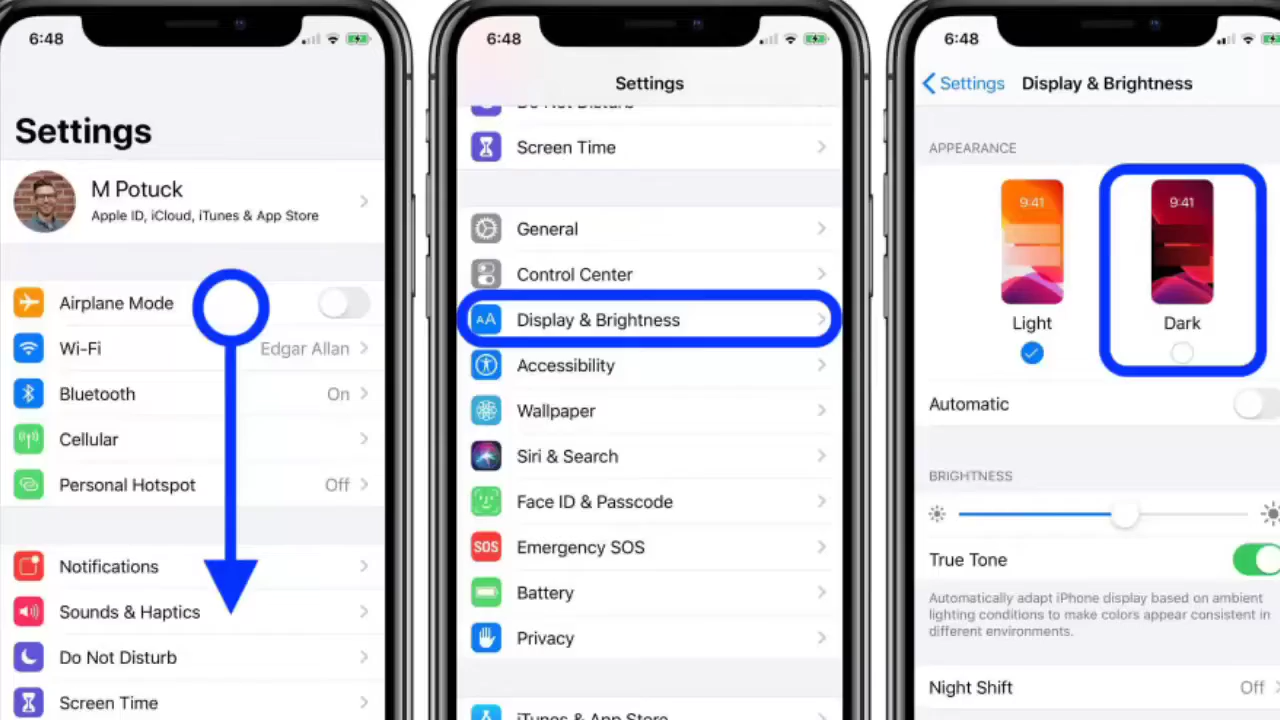 6:48
Settings
M Potuck
Apple ID, iCloud, iTunes & App Store
Airplane Mode
Wi-Fi Edgar Allan
Bluetooth On
Cellular
Personal Hotspot Off
Notifications
Sounds & Haptics
Do Not Disturb
Screen Time
6:48
Settings
Do Not Disturb
Screen Time
General
Control Center
AA Display & Brightness
Accessibility
Wallpaper
Siri & Search
Face ID & Passcode
SOS Emergency SOS
Battery
Privacy
iTunes & App Store
6:48
Settings Display & Brightness
APPEARANCE
9:41 9:41
Light Dark
Automatic
BRIGHTNESS
True Tone
Automatically adapt iPhone display based on ambient
lighting conditions to make colors appear consistent in
different environments.
Night Shift Off